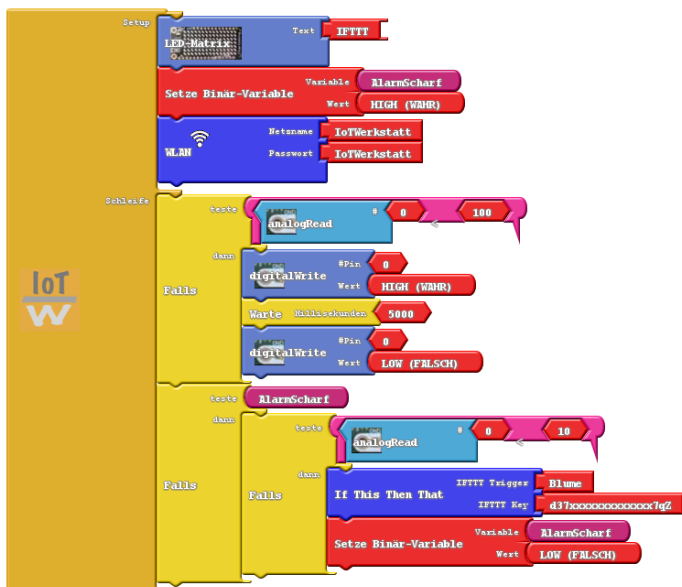 Setup
LED-Matrix
Text
IFTTT
Setze Binär-Variable
Variable
AlarmScharf
Wert
HIGH (WAHR)
WLAN
Netzname
IoTWerkstatt
Passwort
IoTWerkstatt
Schleife
IoT
W
Falls
teste
analogRead
#
0
<
100
dann
digitalWrite
#Pin
0
Wert
HIGH (WAHR)
Warte
Millisekunden
5000
digitalWrite
#Pin
0
Wert
LOW (FALSCH)
Falls
teste
AlarmScharf
dann
Falls
teste
analogRead
#
0
<
10
dann
If This Then That
IFTTT Trigger
Blume
IFTTT Key
d37xxxxxxxxxxxxx7qZ
Setze Binär-Variable
Variable
AlarmScharf
Wert
LOW (FALSCH)